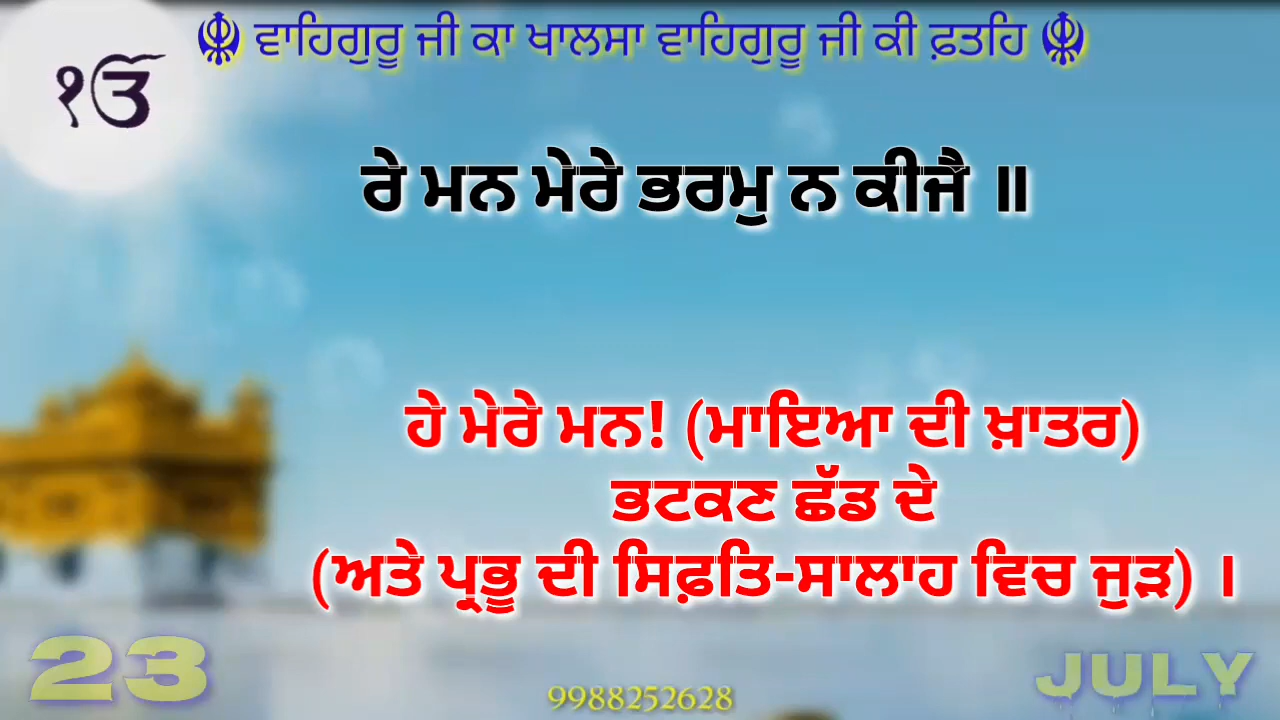 ੴ
☬ ਵਾਹਿਗੁਰੂ ਜੀ ਕਾ ਖਾਲਸਾ ਵਾਹਿਗੁਰੂ ਜੀ ਕੀ ਫ਼ਤਹਿ ☬
ਰੇ ਮਨ ਮੇਰੇ ਭਰਮੁ ਨ ਕੀਜੈ ॥
ਹੇ ਮੇਰੇ ਮਨ! (ਮਾਇਆ ਦੀ ਖ਼ਾਤਰ)
ਭਟਕਣ ਛੱਡ ਦੇ
(ਅਤੇ ਪ੍ਰਭੂ ਦੀ ਸਿਫ਼ਤਿ-ਸਾਲਾਹ ਵਿਚ ਜੁੜ) ।
23
9988252628
JULY